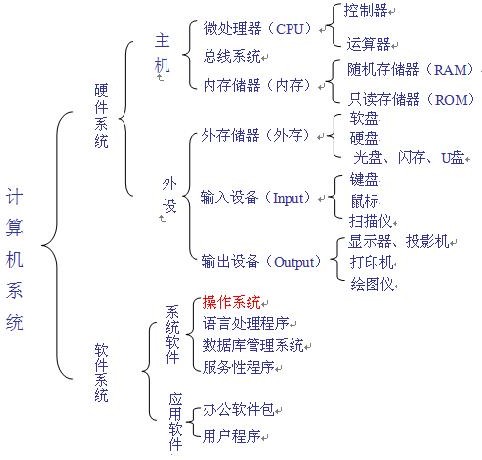 计算机系统
硬件系统
主机
微处理器（CPU）
控制器
运算器
总线系统
内存储器（内存）
随机存储器（RAM）
只读存储器（ROM）
外设
外存储器（外存）
软盘
硬盘
光盘、闪存、U盘
输入设备（Input）
键盘
鼠标
扫描仪
输出设备（Output）
显示器、投影机
打印机
绘图仪
软件系统
系统软件
操作系统
语言处理程序
数据库管理系统
服务性程序
应用软件
办公软件包
用户程序